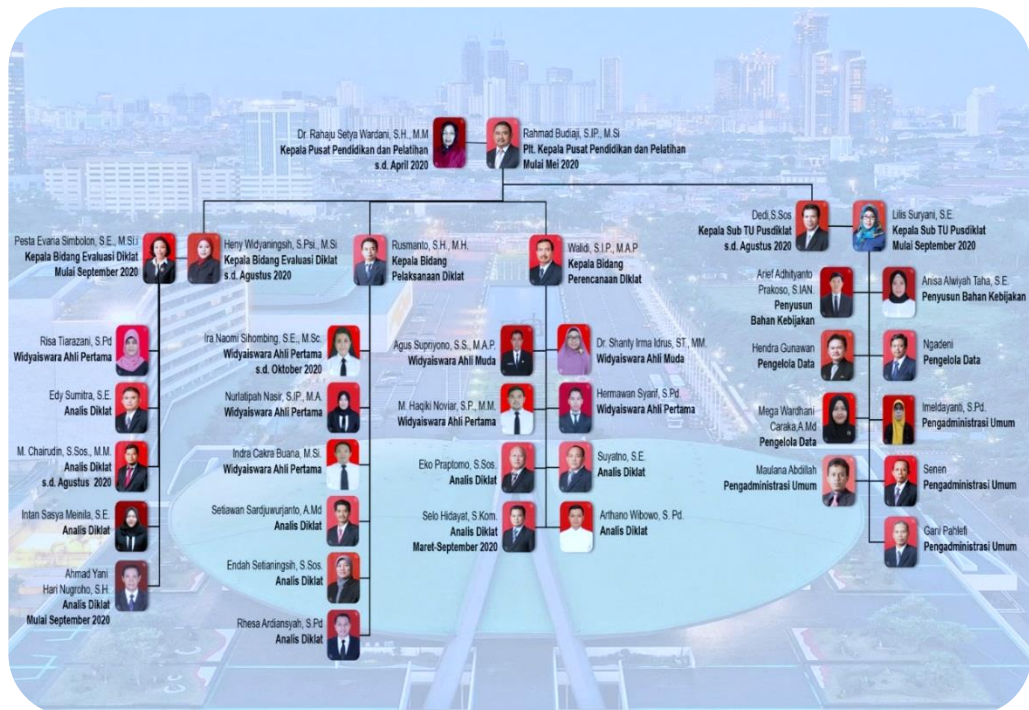 Dr. Rahaju Setya Wardani, S.H., M.M
Kepala Pusat Pendidikan dan Pelatihan
s.d. April 2020
Rahmad Budiaji, S.IP., M.Si
Plt. Kepala Pusat Pendidikan dan Pelatihan
Mulai Mei 2020
Pesta Evana Simbolon, S.E., M.Si.i
Kepala Bidang Evaluasi Diklat
Mulai September 2020
Heny Widyaningsih, S.Psi., M.Si
Kepala Bidang Evaluasi Diklat
s.d. Agustus 2020
Rusmanto, S.H., M.H.
Kepala Bidang
Pelaksanaan Diklat
Walidi, S.I.P., M.A.P
Kepala Bidang
Perencanaan Diklat
Dedi,S.Sos
Kepala Sub TU Pusdiklat
s.d. Agustus 2020
Lilis Suryani, S.E.
Kepala Sub TU Pusdiklat
Mulai September 2020
Risa Tiarazani, S.Pd
Widyaiswara Ahli Pertama
Edy Sumitra, S.E.
Analis Diklat
M. Chairudin, S.Sos., M.M.
Analis Diklat
s.d. Agustus 2020
Intan Sasya Meinila, S.E.
Analis Diklat
Ahmad Yani
Hari Nugroho, S.H.
Analis Diklat
Mulai September 2020
Ira Naomi Sihombing, S.E., M.Sc.
Widyaiswara Ahli Pertama
s.d. Oktober 2020
Nurlatipah Nasir, S.IP., M.A.
Widyaiswara Ahli Pertama
Indra Cakra Buana, M.Si.
Widyaiswara Ahli Pertama
Setiawan Sardjuwurjanto, A.Md
Analis Diklat
Endah Setianingsih, S.Sos.
Analis Diklat
Rhesa Ardiansyah, S.Pd
Analis Diklat
Agus Supriyono, S.S., M.A.P.
Widyaiswara Ahli Muda
Dr. Shanty Irma Idrus, ST., MM.
Widyaiswara Ahli Muda
M. Haqiki Noviar, S.P., M.M,
Widyaiswara Ahli Pertama
Hermawan Syarif, S.Pd.
Widyaiswara Ahli Pertama
Eko Praptomo, S.Sos.
Analis Diklat
Suyatno, S.E.
Analis Diklat
Selo Hidayat, S.Kom.
Analis Diklat
Maret-September 2020
Arthano Wibowo, S. Pd.
Analis Diklat
Arief Adhityanto
Prakoso, S.IAN.
Penyusun
Bahan Kebijakan
Anisa Alwiyah Taha, S.E.
Penyusun Bahan Kebijakan
Hendra Gunawan
Pengelola Data
Ngadeni
Pengelola Data
Mega Wardhani
Caraka,A.Md
Pengelola Data
Imeldayanti, S.Pd.
Pengadministrasi Umum
Maulana Abdillah
Pengadministrasi Umum
Senen
Pengadministrasi Umum
Gani Pahlefi
Pengadministrasi Umum